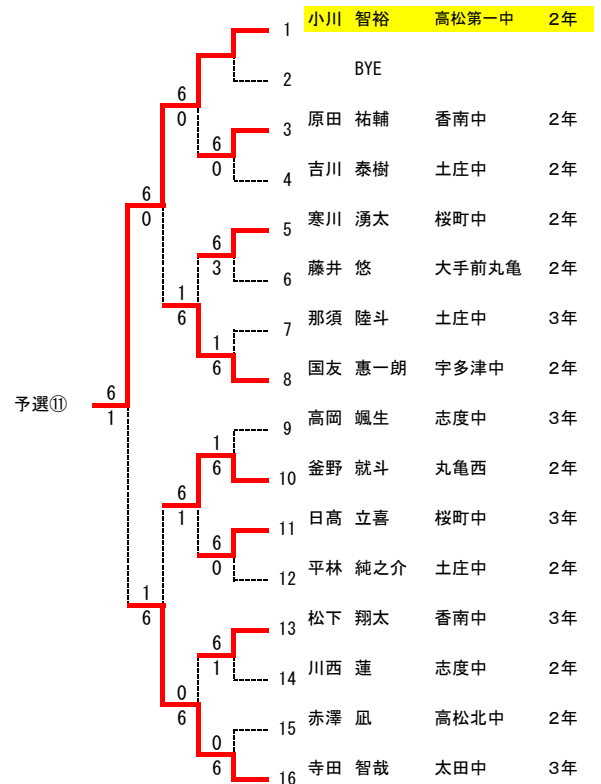 1 小川 智裕 高松第一中 2年
2 BYE
6
0
3 原田 祐輔 香南中 2年
6
0
4 吉川 泰樹 土庄中 2年
6
0
5 寒川 湧太 桜町中 2年
6
3
6 藤井 悠 大手前丸亀 2年
1
6
7 那須 陸斗 土庄中 3年
1
6
8 国友 惠一朗 宇多津中 2年
予選⑪
6
1
9 高岡 颯生 志度中 3年
1
6
10 釜野 就斗 丸亀西 2年
6
1
11 日髙 立喜 桜町中 3年
6
0
12 平林 純之介 土庄中 2年
1
6
13 松下 翔太 香南中 3年
6
1
14 川西 蓮 志度中 2年
0
6
15 赤澤 凪 高松北中 2年
0
6
16 寺田 智哉 太田中 3年